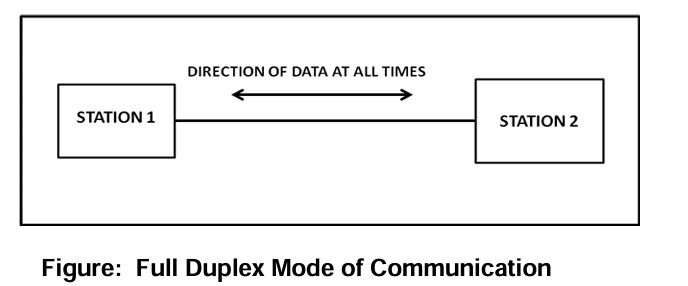 DIRECTION OF DATA AT ALL TIMES
STATION 1
STATION 2
Figure: Full Duplex Mode of Communication